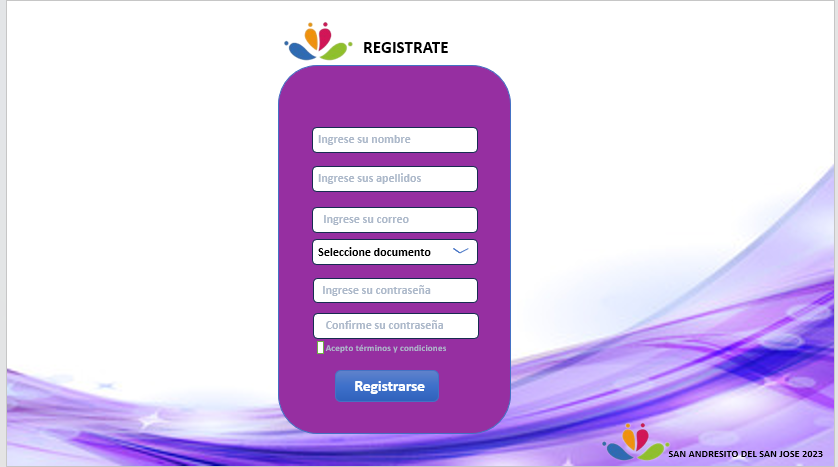 REGISTRATE
Ingrese su nombre
Ingrese sus apellidos
Ingrese su correo
Seleccione documento
Ingrese su contraseña
Confirme su contraseña
Acepto términos y condiciones
Registrarse
SAN ANDRESITO DEL SAN JOSE 2023